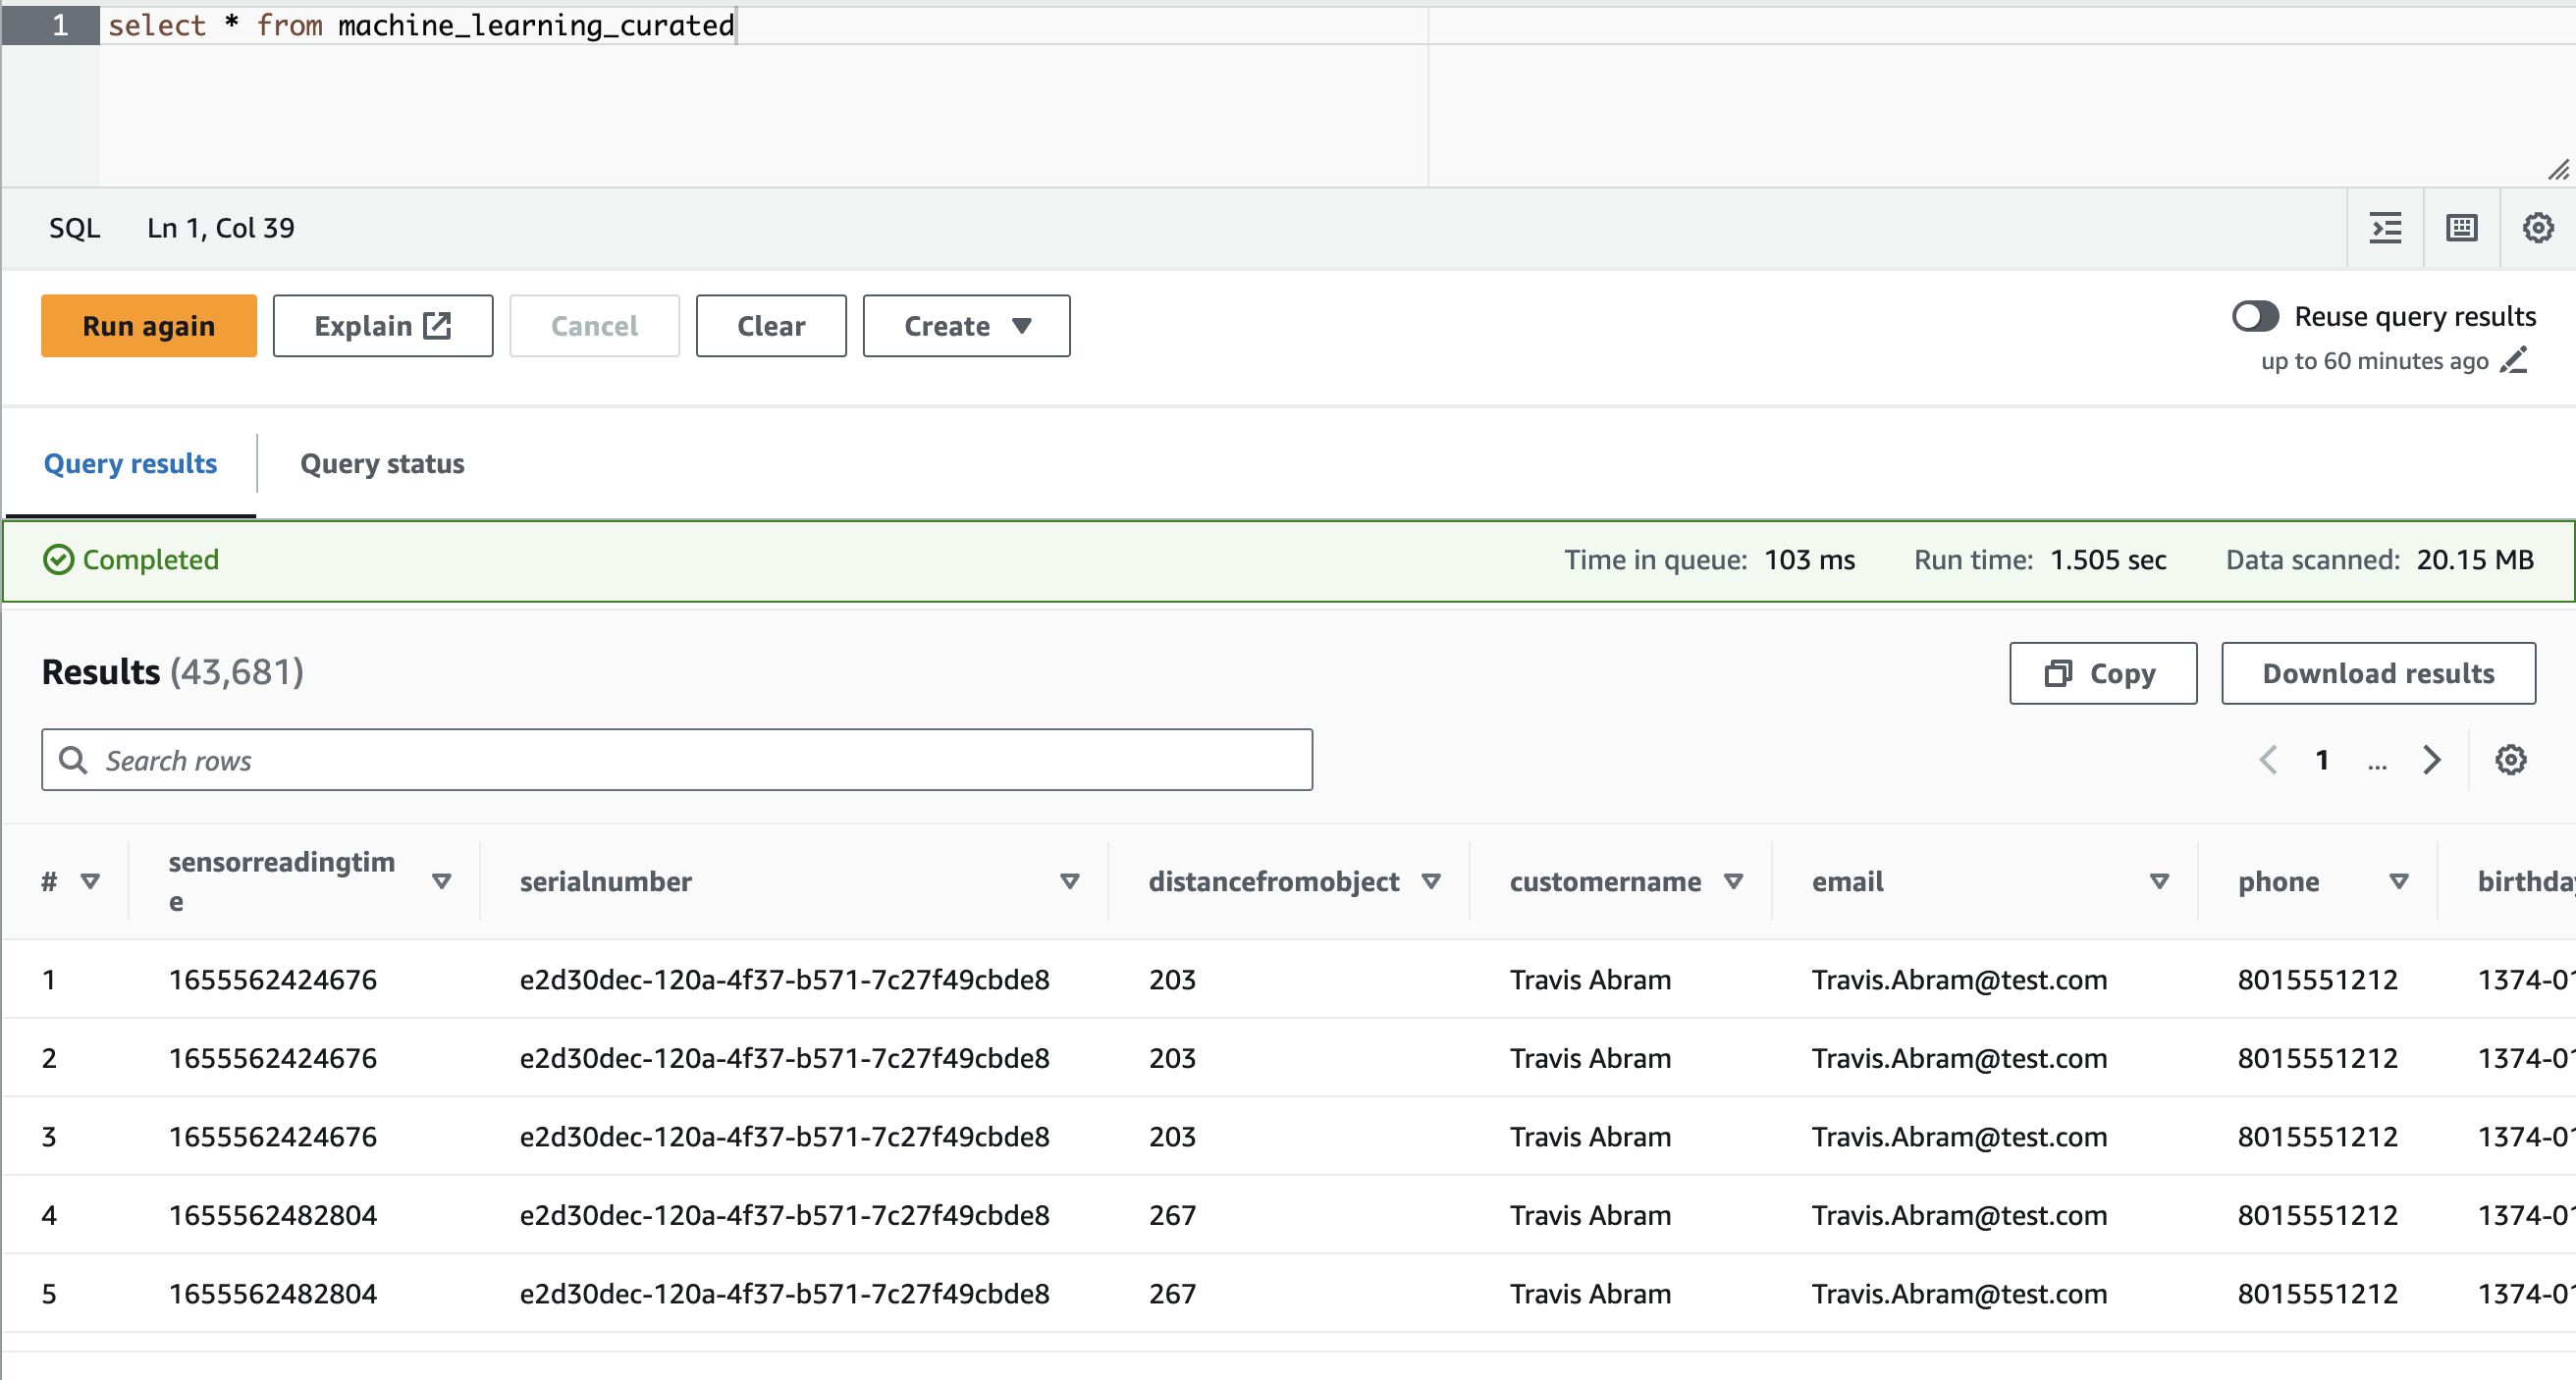 1 select * from machine_learning_curated
SQL Ln 1, Col 39
Run again Explain Cancel Clear Create Reuse query results
up to 60 minutes ago
Query results Query status
Completed Time in queue: 103 ms Run time: 1.505 sec Data scanned: 20.15 MB
Results (43,681) Copy Download results
Search rows 1 ...
# sensorreadingtim
e serialnumber distancefromobject customername email phone birthday
1 1655562424676 e2d30dec-120a-4f37-b571-7c27f49cbde8 203 Travis Abram Travis.Abram@test.com 8015551212 1374-01
2 1655562424676 e2d30dec-120a-4f37-b571-7c27f49cbde8 203 Travis Abram Travis.Abram@test.com 8015551212 1374-01
3 1655562424676 e2d30dec-120a-4f37-b571-7c27f49cbde8 203 Travis Abram Travis.Abram@test.com 8015551212 1374-01
4 1655562482804 e2d30dec-120a-4f37-b571-7c27f49cbde8 267 Travis Abram Travis.Abram@test.com 8015551212 1374-01
5 1655562482804 e2d30dec-120a-4f37-b571-7c27f49cbde8 267 Travis Abram Travis.Abram@test.com 8015551212 1374-01